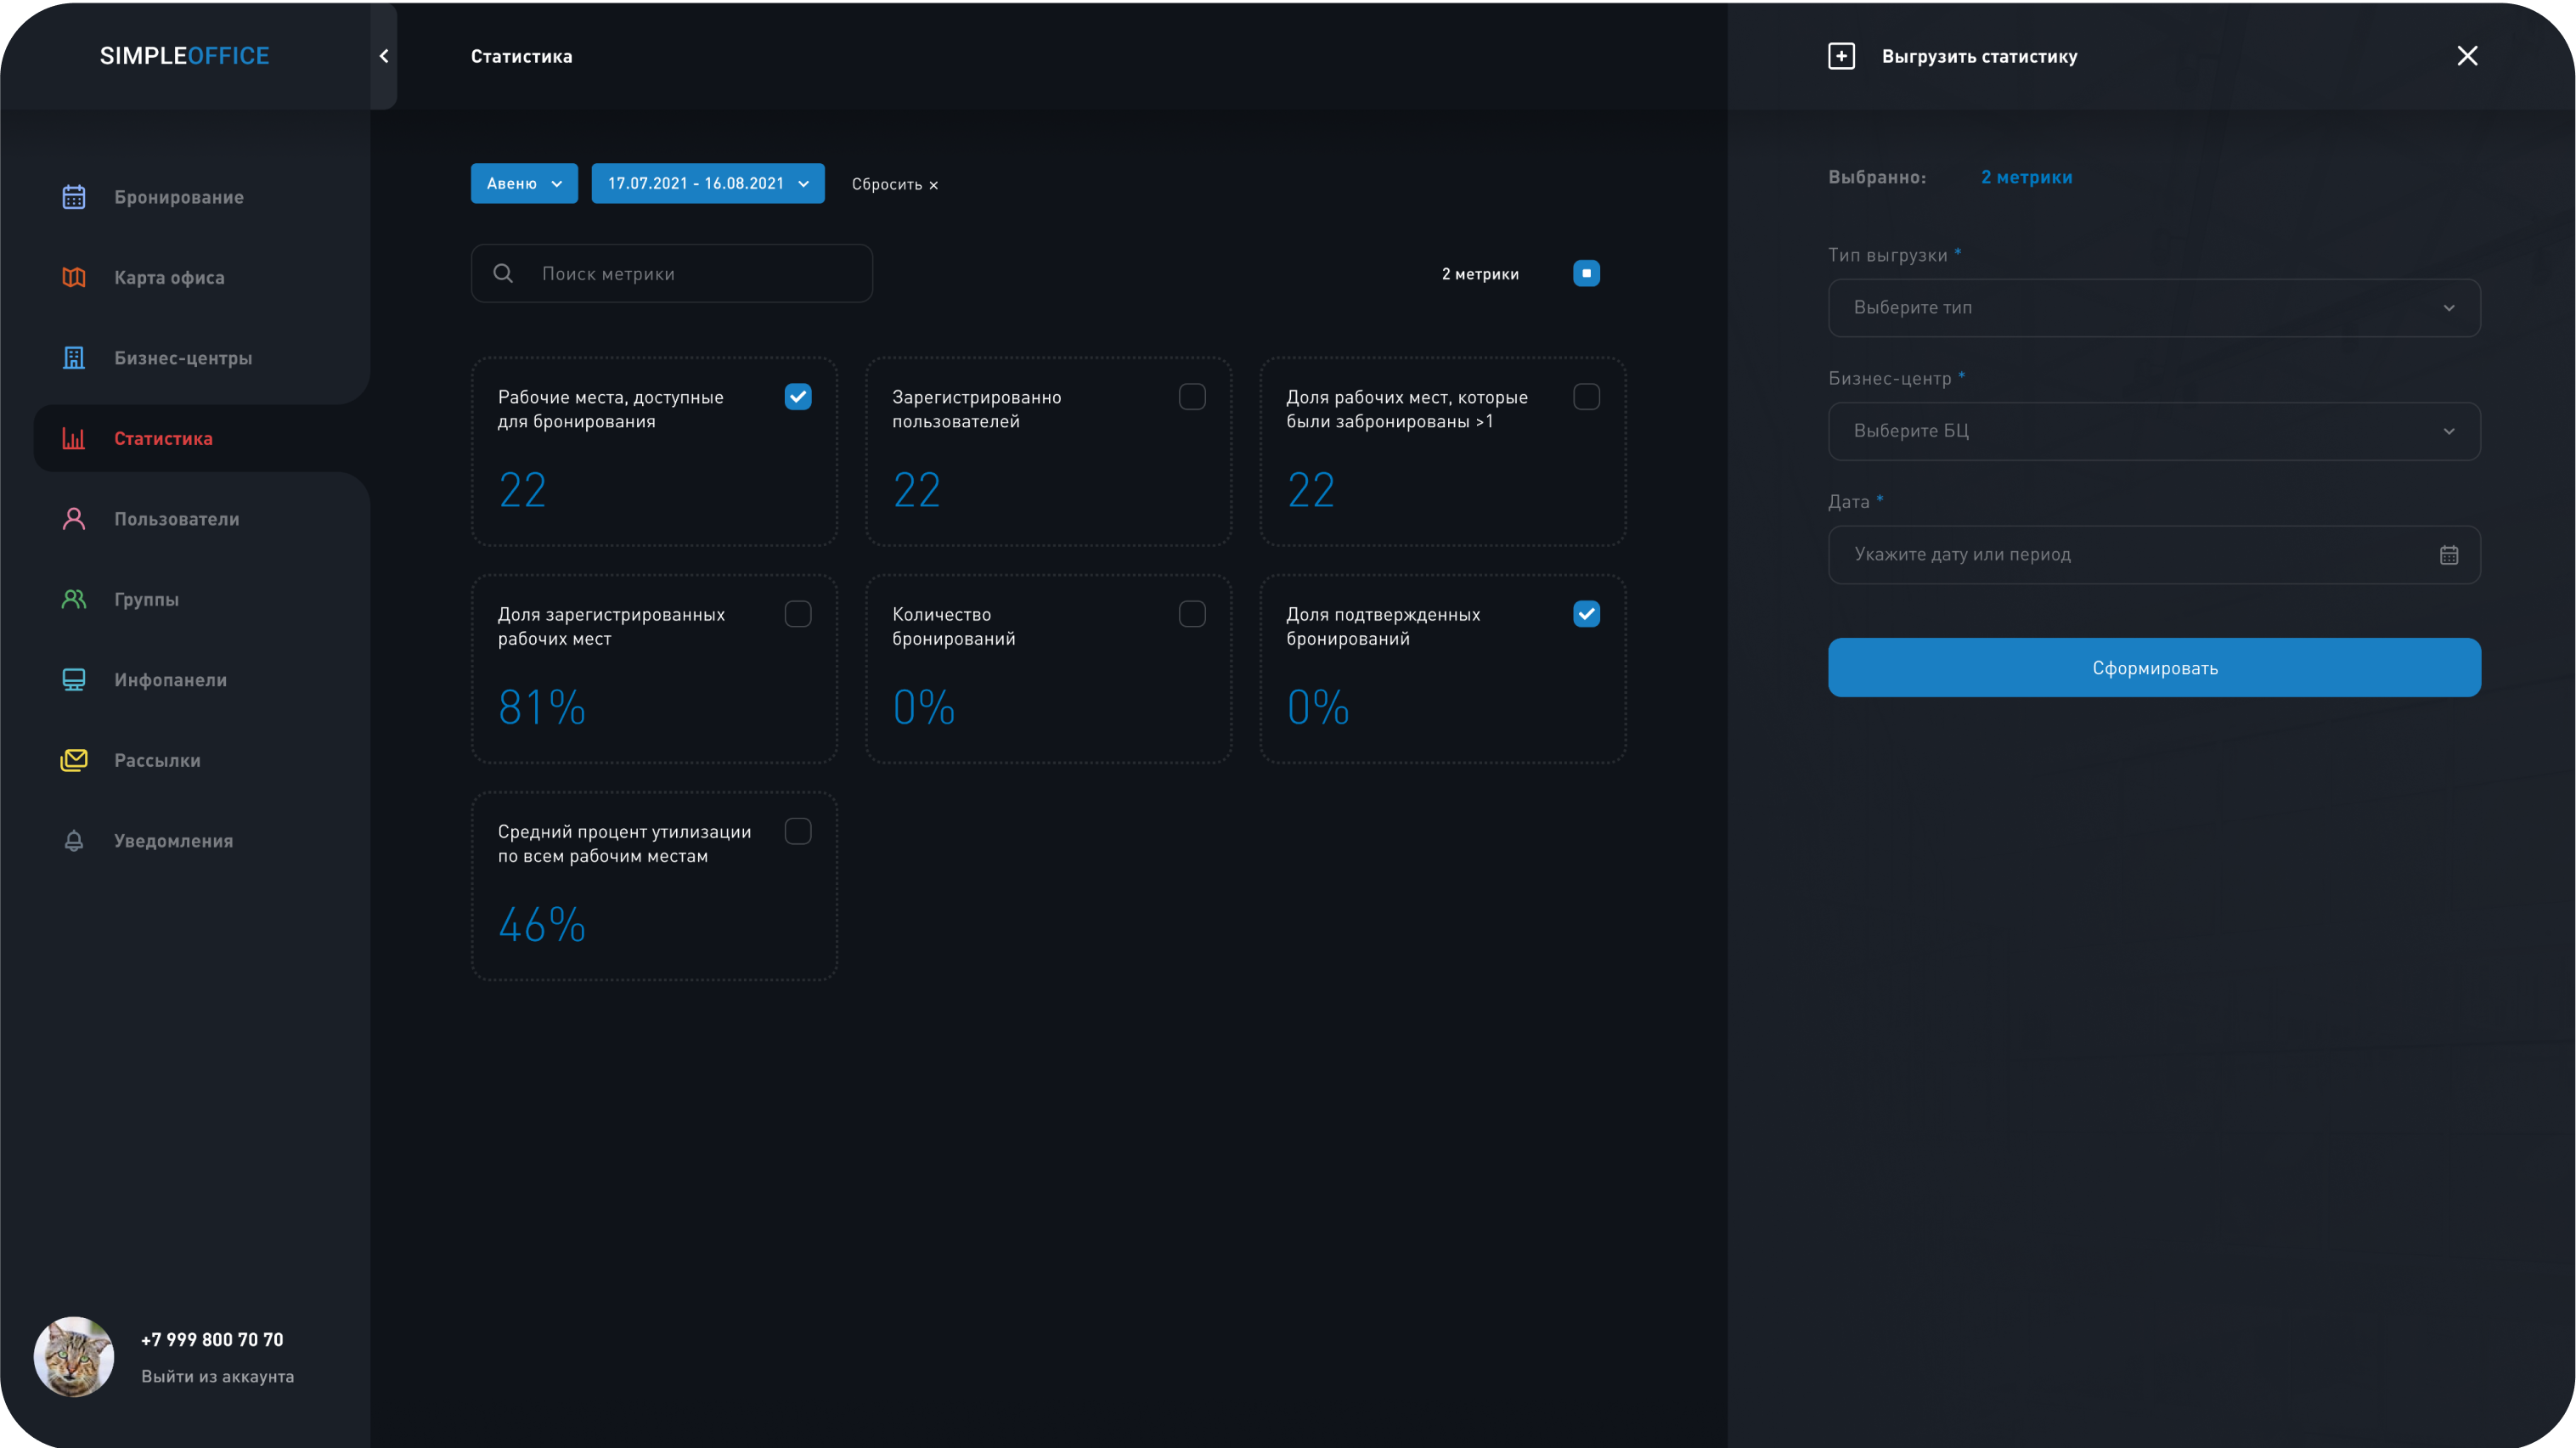 SIMPLEOFFICE
Бронирование
Карта офиса
Бизнес-центры
Статистика
Пользователи
Группы
Инфопанели
Рассылки
Уведомления
+7 999 800 70 70
Выйти из аккаунта
Статистика
Авеню
17.07.2021 - 16.08.2021
Сбросить ×
Поиск метрики
2 метрики
Рабочие места, доступные
для бронирования
22
Зарегистрированно
пользователей
22
Доля рабочих мест, которые
были забронированы >1
22
Доля зарегистрированных
рабочих мест
81%
Количество
бронирований
0%
Доля подтвержденных
бронирований
0%
Средний процент утилизации
по всем рабочим местам
46%
Выгрузить статистику
Выбранно: 2 метрики
Тип выгрузки *
Выберите тип
Бизнес-центр *
Выберите БЦ
Дата *
Укажите дату или период
Сформировать